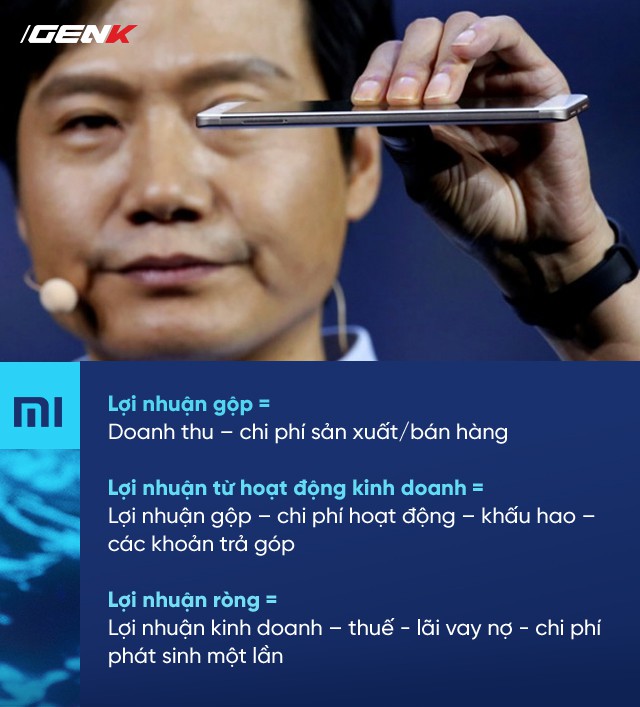 /GENK
mi
Lợi nhuận gộp =
Doanh thu – chi phí sản xuất/bán hàng
Lợi nhuận từ hoạt động kinh doanh =
Lợi nhuận gộp – chi phí hoạt động – khấu hao –
các khoản trả góp
Lợi nhuận ròng =
Lợi nhuận kinh doanh – thuế - lãi vay nợ - chi phí
phát sinh một lần